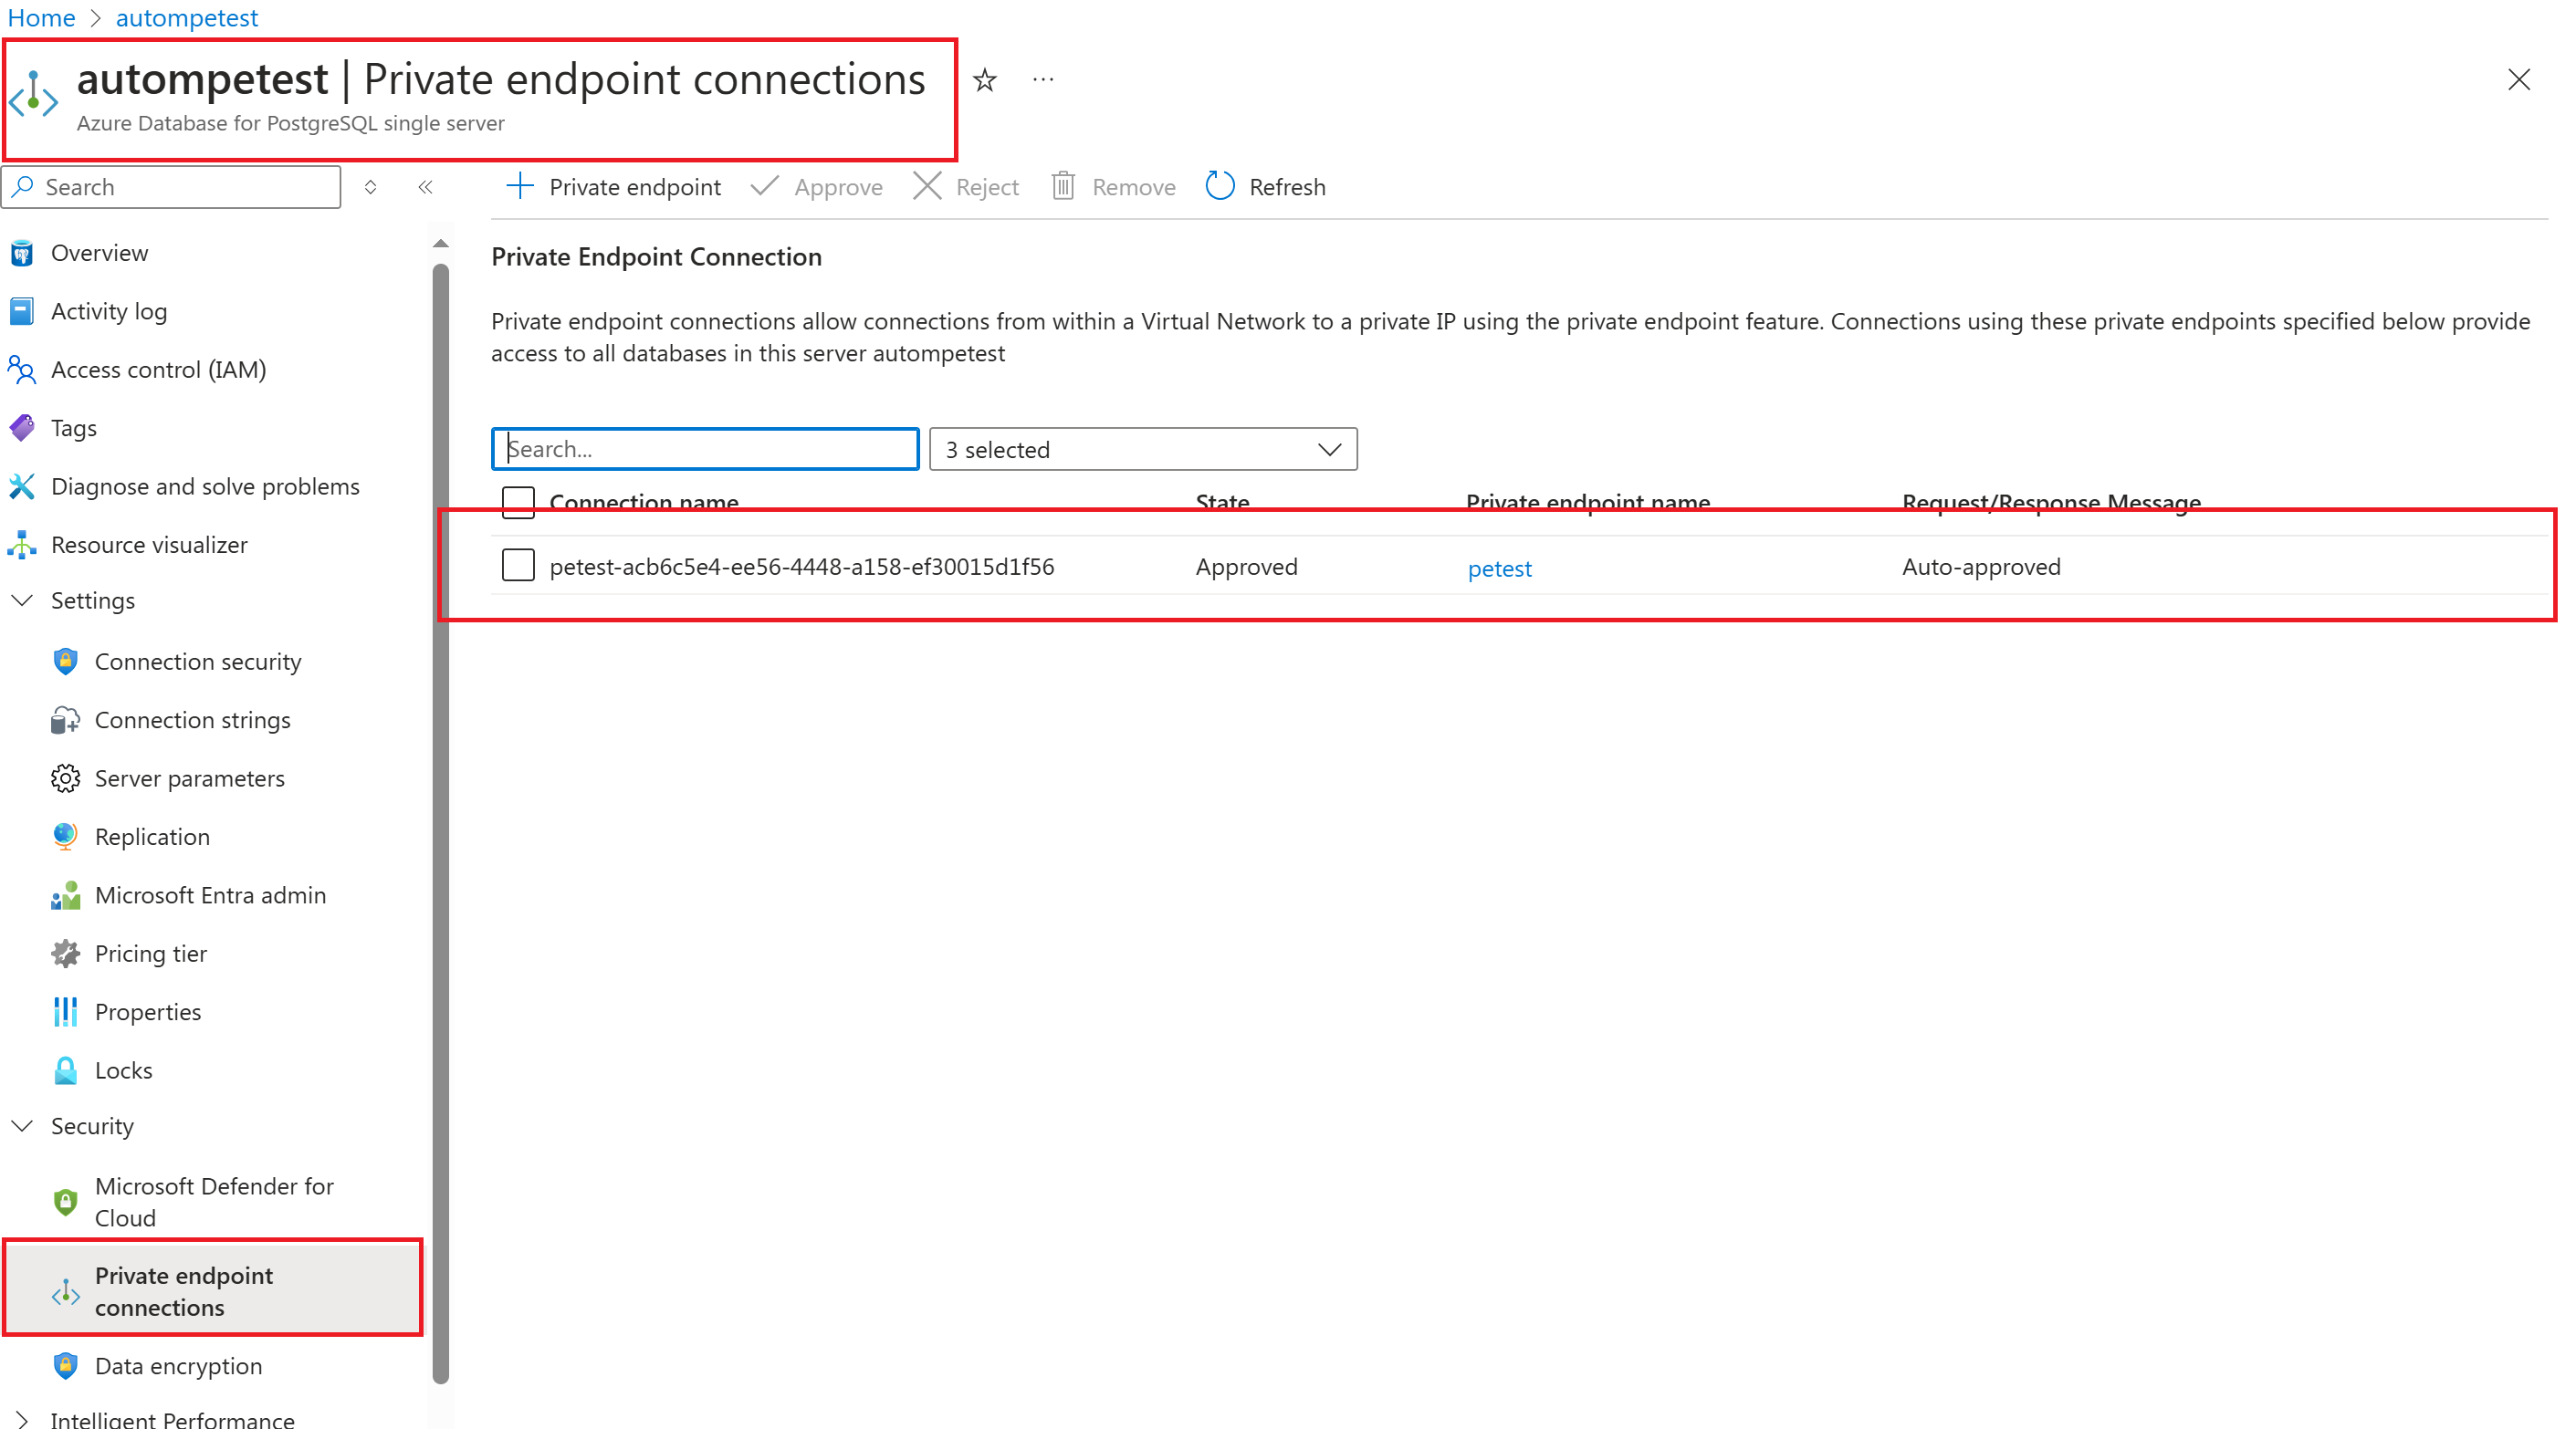 Home > autompetest
autompetest | Private endpoint connections
Azure Database for PostgreSQL single server
Search
Private endpoint
Approve
Reject
Remove
Refresh
Overview
Activity log
Access control (IAM)
Tags
Diagnose and solve problems
Resource visualizer
Settings
Connection security
Connection strings
Server parameters
Replication
Microsoft Entra admin
Pricing tier
Properties
Locks
Security
Microsoft Defender for
Cloud
Private endpoint
connections
Data encryption
Intelligent Performance
Private Endpoint Connection
Private endpoint connections allow connections from within a Virtual Network to a private IP using the private endpoint feature. Connections using these private endpoints specified below provide
access to all databases in this server autompetest
Search...
3 selected
Connection name State Private endpoint name Request/Response Message
petest-acb6c5e4-ee56-4448-a158-ef30015d1f56 Approved petest Auto-approved